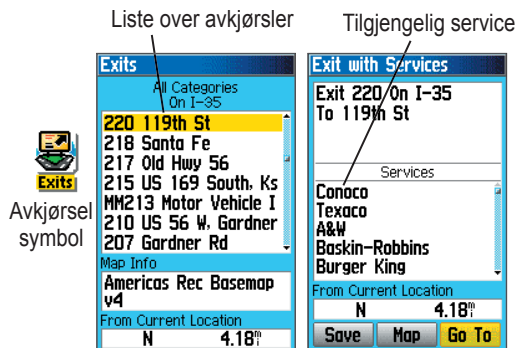 Liste over avkjørsler
Tilgjengelig service
Exits
Avkjørsel
symbol
Exits
All Categories
On I-35
220 119th St
218 Santa Fe
217 Old Hwy 56
215 US 169 South, Ks
MM213 Motor Vehicle I
210 US 56 W, Gardner
207 Gardner Rd
Map Info
Americas Rec Basemap
v4
From Current Location
N 4.18m
Exit with Services
Exit 220 On I-35
To 119th St
Services
Conoco
Texaco
A&W
Baskin-Robbins
Burger King
From Current Location
N 4.18m
Save Map Go To